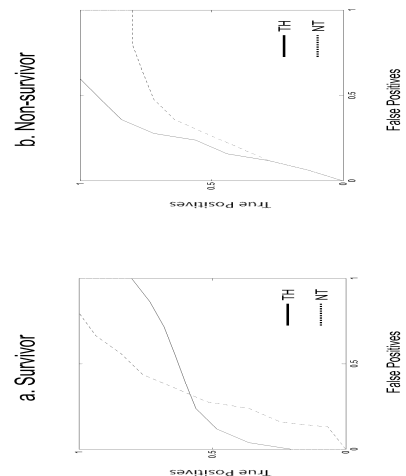 b. Non-survivor
1
True Positives
0.5
0
TH
NT
0
0.5
1
False Positives
a. Survivor
1
True Positives
0.5
0
TH
NT
0
0.5
1
False Positives